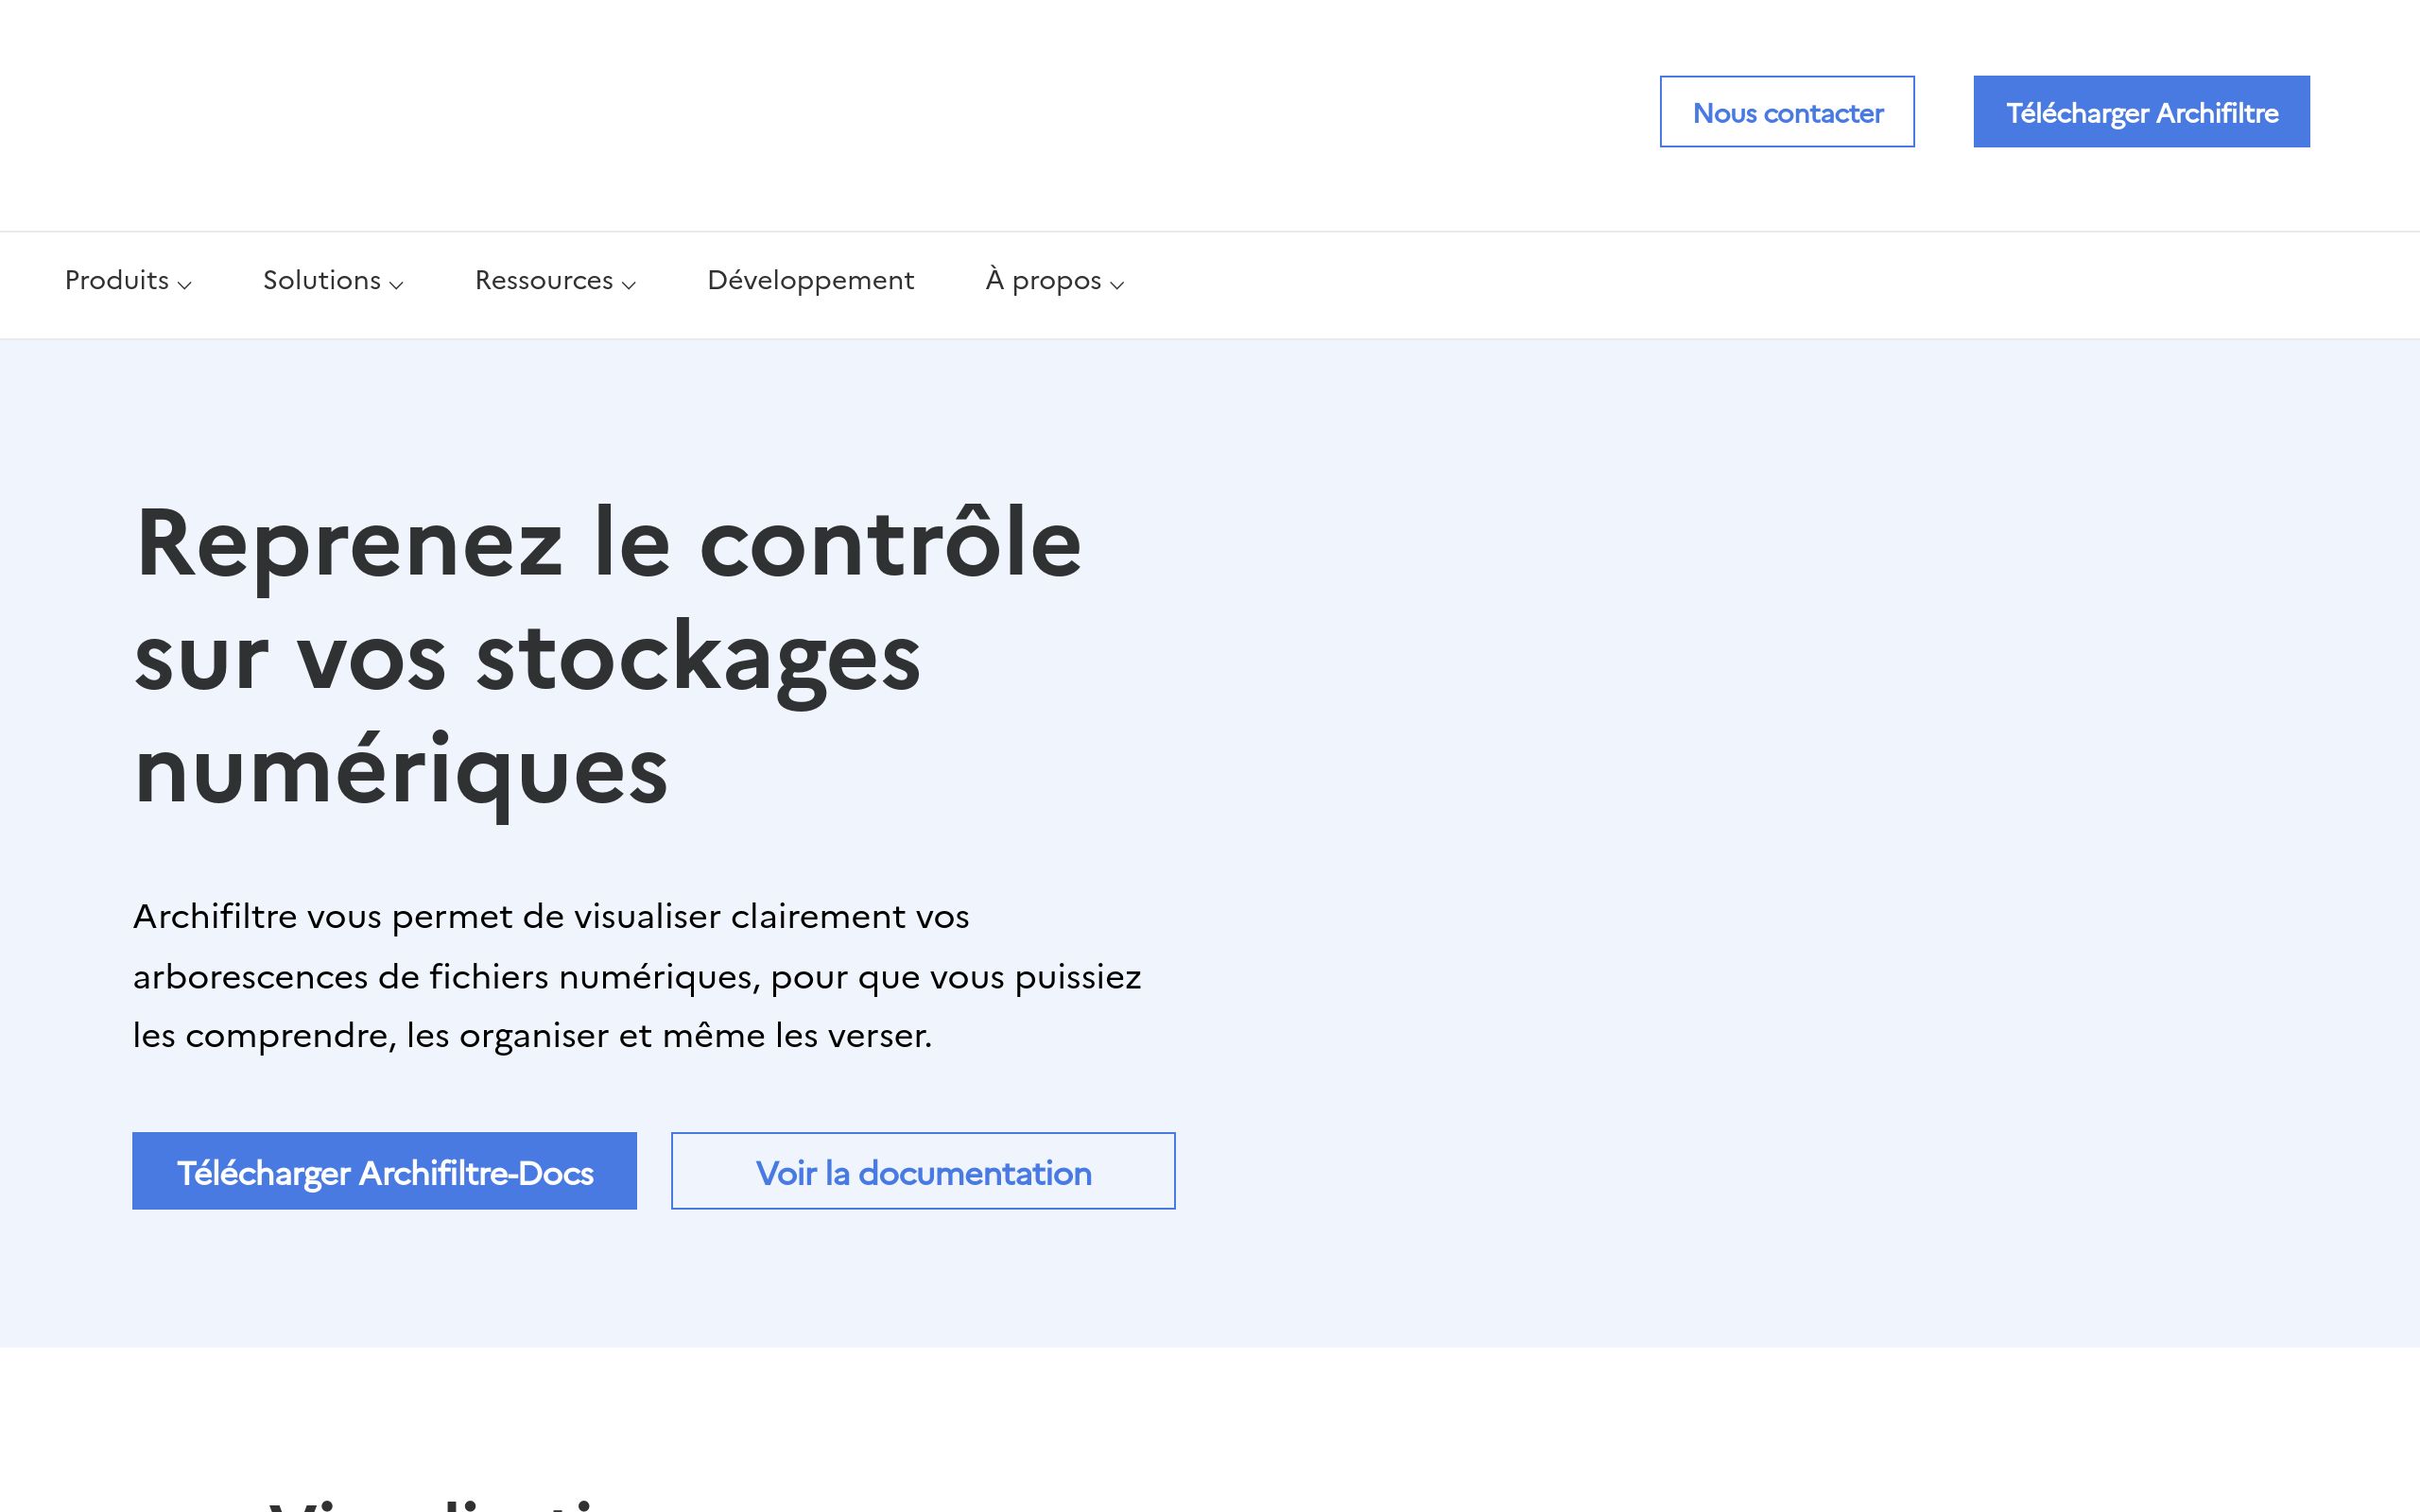 Nous contacter
Télécharger Archifiltre
Produits
Solutions
Ressources
Développement
À propos
Reprenez le contrôle
sur vos stockages
numériques
Archifiltre vous permet de visualiser clairement vos
arborescences de fichiers numériques, pour que vous puissiez
les comprendre, les organiser et même les verser.
Télécharger Archifiltre-Docs
Voir la documentation